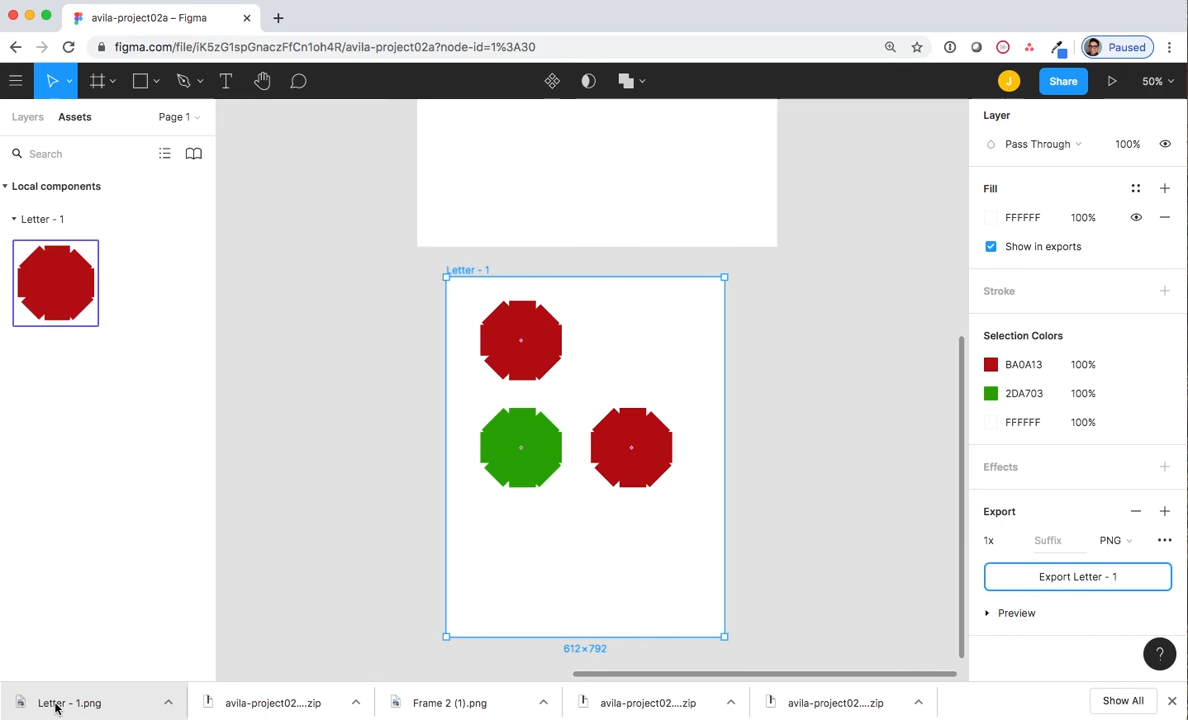 avila-project02a – Figma
figma.com/file/iK5zG1spGnaczFfCn1oh4R/avila-project02a?node-id=1%3A30
Paused
J
Share
50%
Layers
Assets
Page 1
Search
Local components
Letter - 1
Letter - 1
612×792
Layer
Pass Through
100%
Fill
FFFFFF
100%
Show in exports
Stroke
Selection Colors
BA0A13
100%
2DA703
100%
FFFFFF
100%
Effects
Export
1x
Suffix
PNG
Export Letter - 1
Preview
?
Letter - 1.png
avila-project02....zip
Frame 2 (1).png
avila-project02....zip
avila-project02....zip
Show All